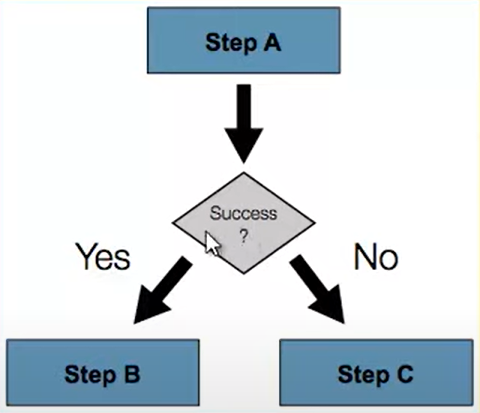 Step A
Success
?
Yes
No
Step B
Step C